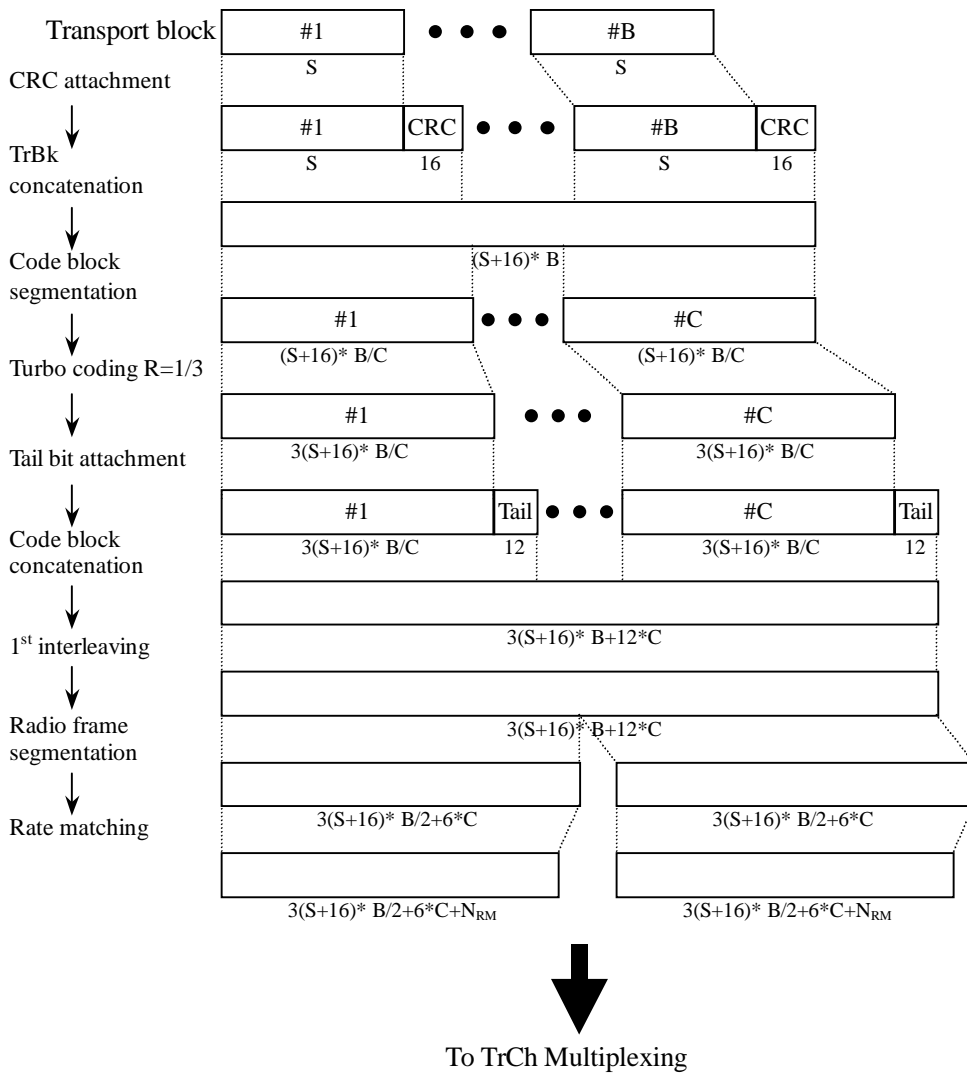 Transport block #1 #B
S S
CRC attachment
#1 CRC #B CRC
S 16 S 16
TrBk
concatenation
(S+16)* B
Code block
segmentation
#1 #C
(S+16)* B/C (S+16)* B/C
Turbo coding R=1/3
#1 #C
3(S+16)* B/C 3(S+16)* B/C
Tail bit attachment
#1 Tail #C Tail
3(S+16)* B/C 12 3(S+16)* B/C 12
Code block
concatenation
3(S+16)* B+12*C
1st interleaving
3(S+16)* B+12*C
Radio frame
segmentation
3(S+16)* B/2+6*C 3(S+16)* B/2+6*C
Rate matching
3(S+16)* B/2+6*C+NRM 3(S+16)* B/2+6*C+NRM
To TrCh Multiplexing